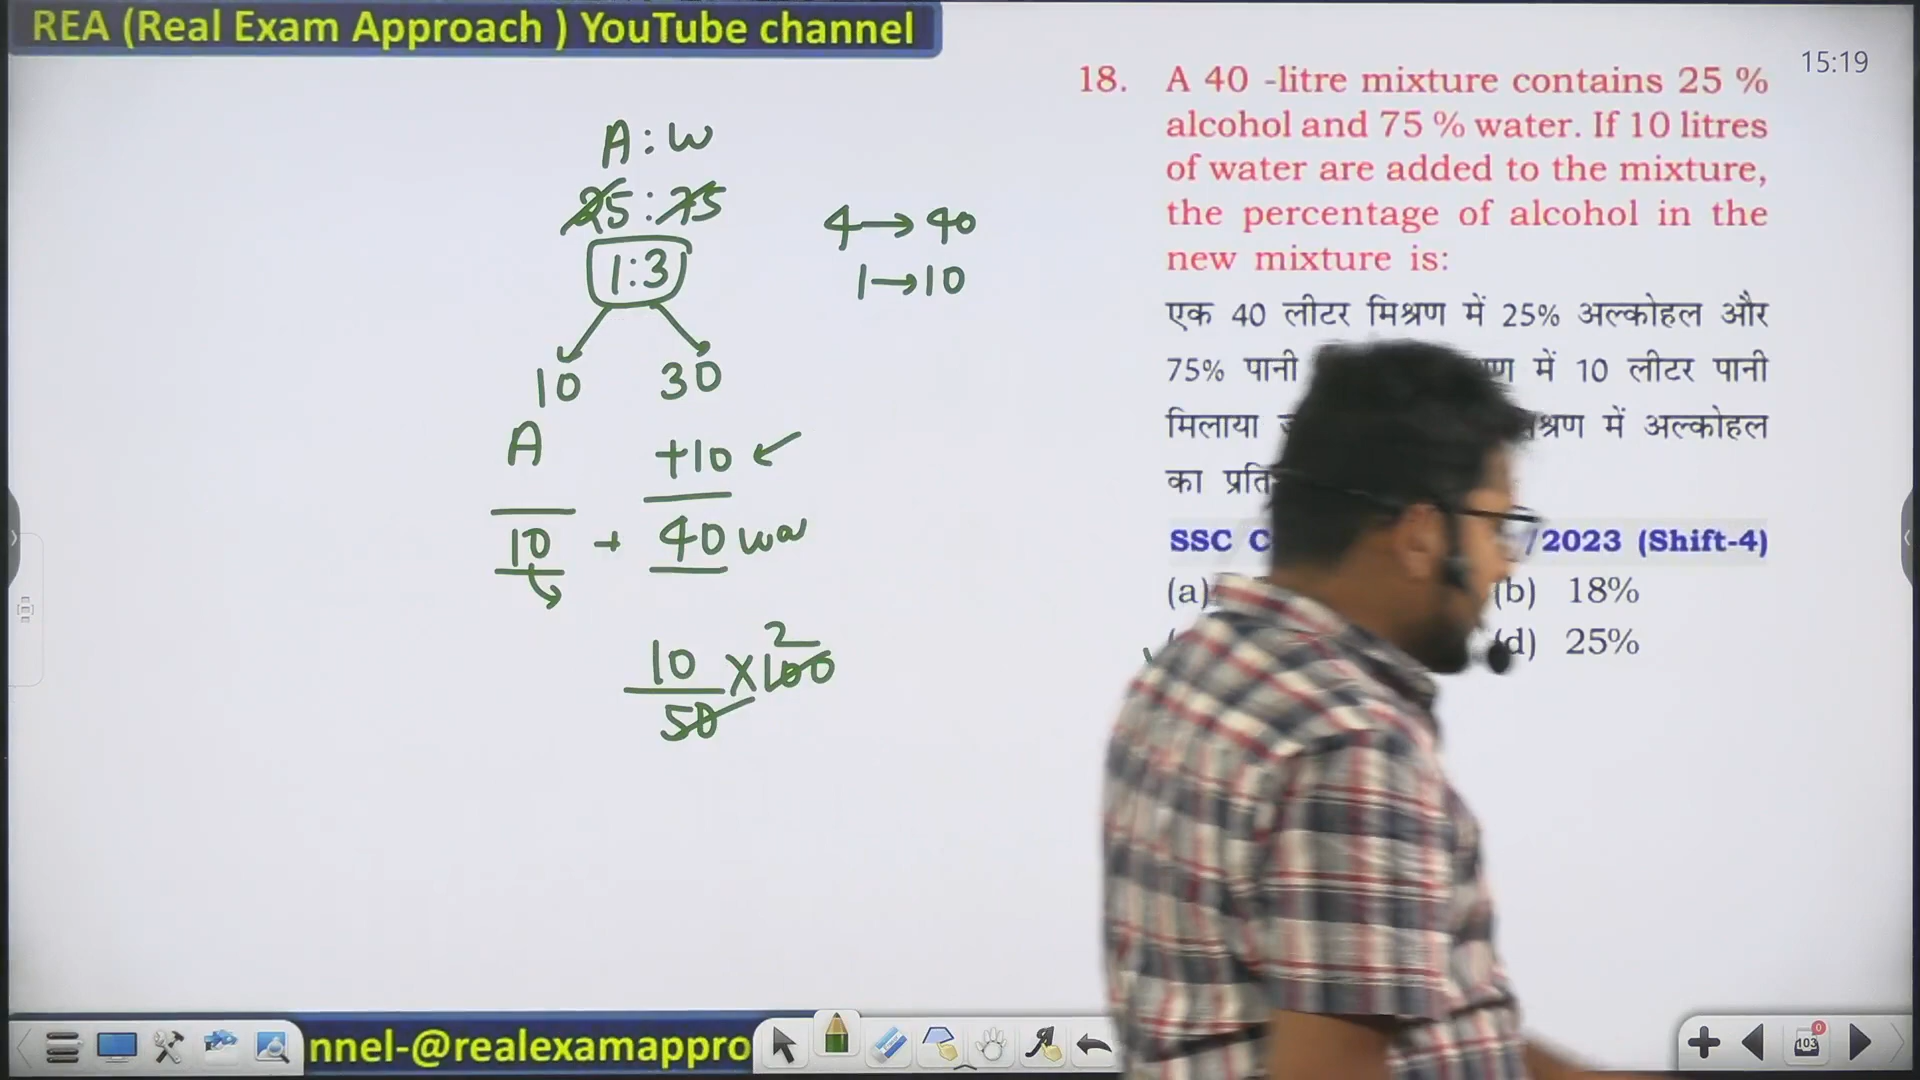 REA (Real Exam Approach ) YouTube channel
15:19
A : W
25 : 75
1:3
4 → 40
1 → 10
10 30
A +10
10 + 40 wa
10
50
×100
2
18. A 40 -litre mixture contains 25 %
alcohol and 75 % water. If 10 litres
of water are added to the mixture,
the percentage of alcohol in the
new mixture is:
एक 40 लीटर मिश्रण में 25% अल्कोहल और
75% पानी में 10 लीटर पानी
मिलाया में अल्कोहल
का
SSC /2023 (Shift-4)
(a) (b) 18%
(d) 25%
nnel-@realexamappro
0
103